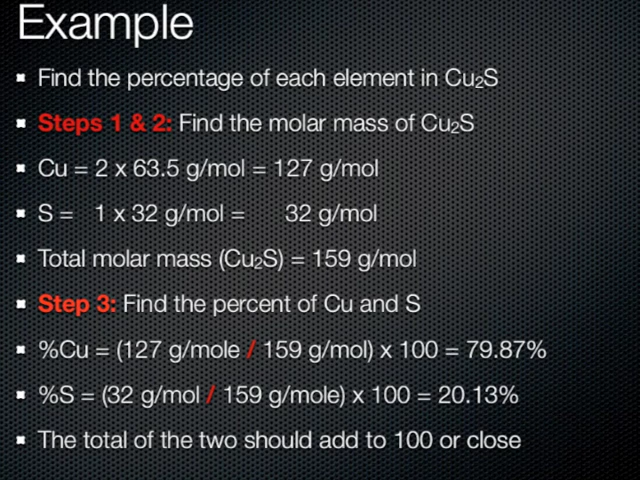 Example
Find the percentage of each element in Cu₂S
Steps 1 & 2: Find the molar mass of Cu₂S
Cu = 2 x 63.5 g/mol = 127 g/mol
S = 1 x 32 g/mol = 32 g/mol
Total molar mass (Cu₂S) = 159 g/mol
Step 3: Find the percent of Cu and S
%Cu = (127 g/mole / 159 g/mol) x 100 = 79.87%
%S = (32 g/mol / 159 g/mole) x 100 = 20.13%
The total of the two should add to 100 or close